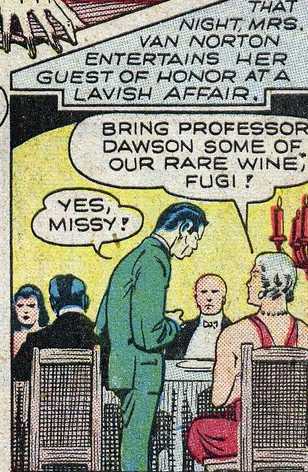 THAT
NIGHT, MRS.
VAN NORTON
ENTERTAINS HER
GUEST OF HONOR AT A
LAVISH AFFAIR.
BRING PROFESSOR
DAWSON SOME OF
OUR RARE WINE,
FUGI!
YES,
MISSY!